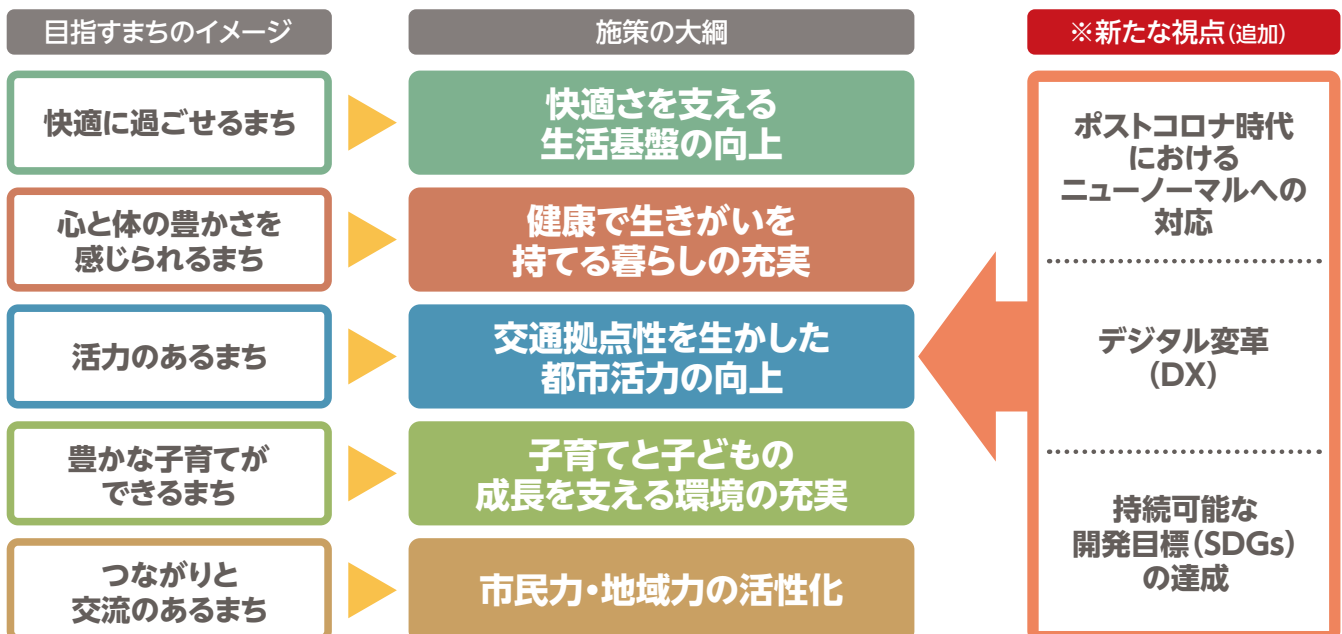 目指すまちのイメージ
施策の大綱
※新たな視点(追加)
快適に過ごせるまち
快適さを支える
生活基盤の向上
心と体の豊かさを
感じられるまち
健康で生きがいを
持てる暮らしの充実
活力のあるまち
交通拠点性を生かした
都市活力の向上
豊かな子育てが
できるまち
子育てと子どもの
成長を支える環境の充実
つながりと
交流のあるまち
市民力・地域力の活性化
ポストコロナ時代
における
ニューノーマルへの
対応
デジタル変革
(DX)
持続可能な
開発目標(SDGs)
の達成